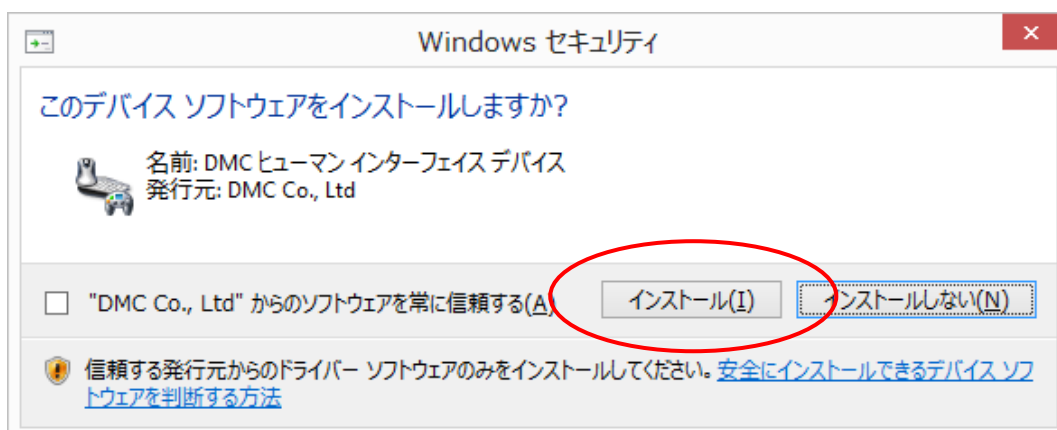 Windows セキュリティ
このデバイス ソフトウェアをインストールしますか?
名前: DMC ヒューマン インターフェイス デバイス
発行元: DMC Co., Ltd
"DMC Co., Ltd" からのソフトウェアを常に信頼する(A)
インストール(I)
インストールしない(N)
信頼する発行元からのドライバー ソフトウェアのみをインストールしてください。安全にインストールできるデバイス ソフ
トウェアを判断する方法